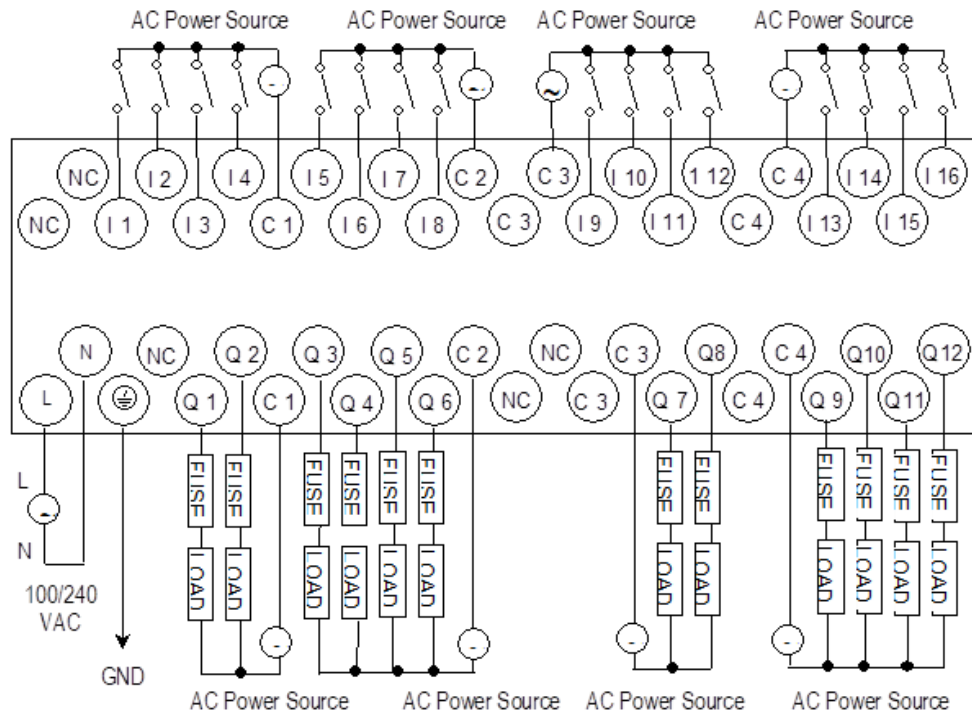 AC Power Source AC Power Source AC Power Source AC Power Source
NC I 2 I 4 I 5 I 7 C 2 C 3 I 10 1 12 C 4 I 14 I 16
NC I 1 I 3 C 1 I 6 I 8 C 3 I 9 I 11 C 4 I 13 I 15
N NC Q 2 Q 3 Q 5 C 2 NC C 3 Q8 C 4 Q10 Q12
L Q 1 C 1 Q 4 Q 6 NC C 3 Q 7 C 4 Q 9 Q11
L FUSE FUSE FUSE FUSE FUSE FUSE FUSE FUSE FUSE FUSE FUSE FUSE
N LOAD LOAD LOAD LOAD LOAD LOAD LOAD LOAD LOAD LOAD LOAD LOAD
100/240
VAC
GND
AC Power Source AC Power Source AC Power Source AC Power Source